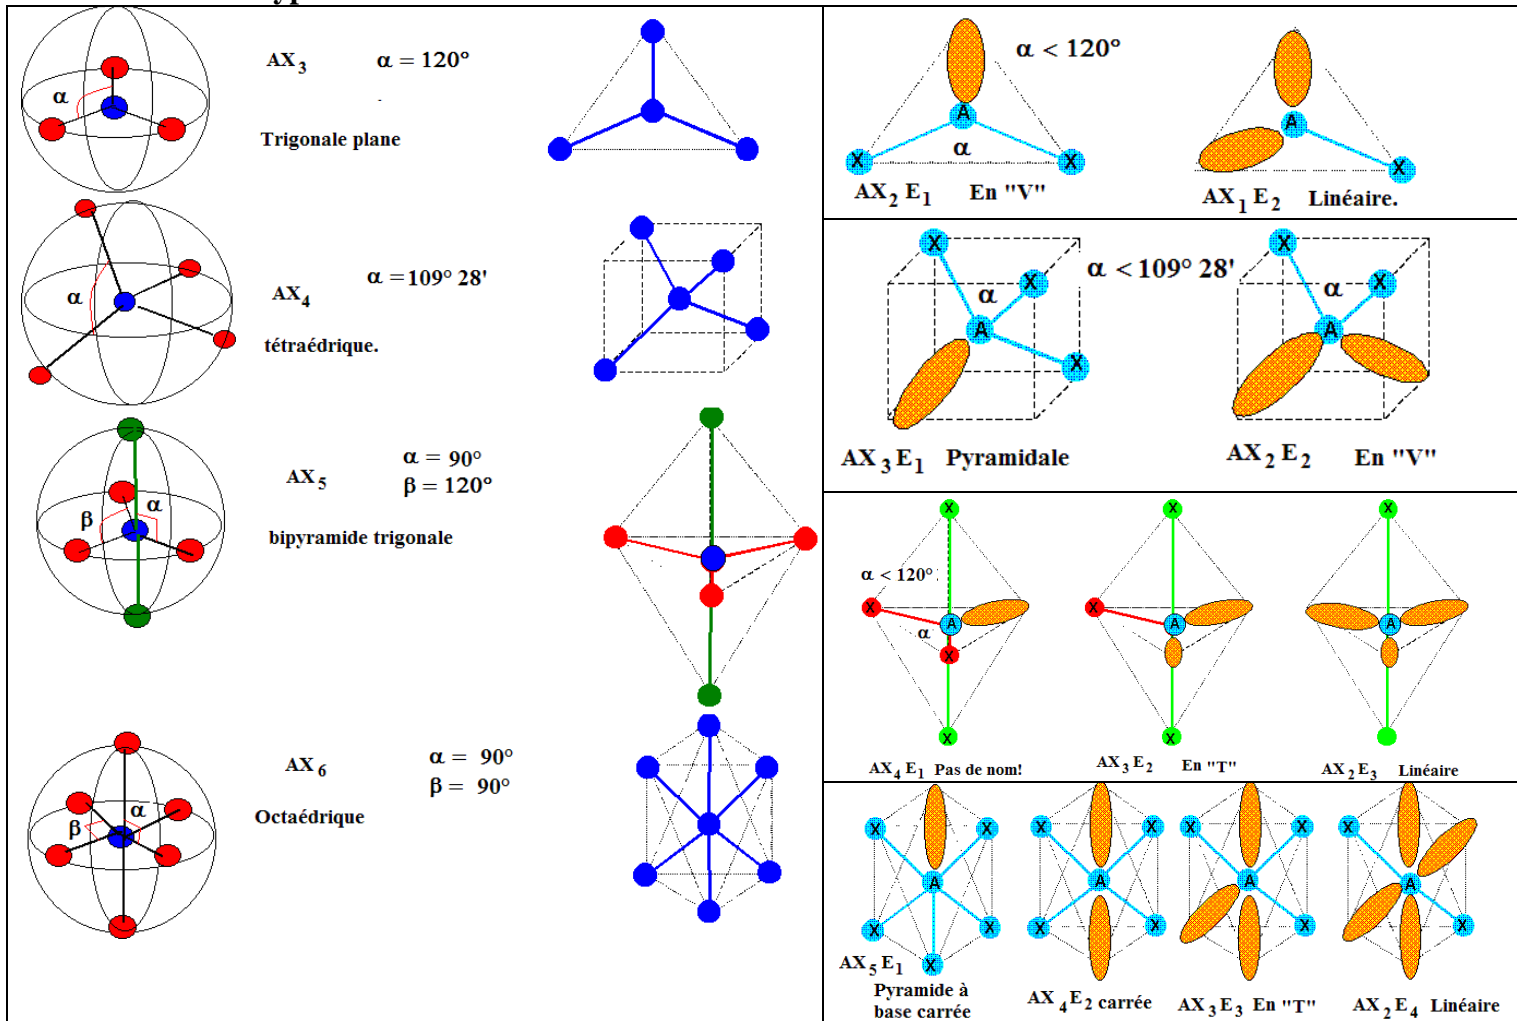 AX3 α = 120°
α
Trigonale plane
AX4 α = 109° 28'
α
tétraédrique.
AX5 α = 90°
β = 120°
β α
bipyramide trigonale
AX6 α = 90°
β = 90°
α
β
Octaédrique
α < 120°
A
X α X
AX2 E1 En "V"
A
X
AX1 E2 Linéaire.
X
X
α < 109° 28'
α
A
X
AX3 E1 Pyramidale
X
X
α
A
AX2 E2 En "V"
X
α < 120°
X
A
α
X
X
AX4 E1 Pas de nom!
X
X
A
X
AX3 E2 En "T"
X
A
AX2 E3 Linéaire
X X
A
X X
X
AX5 E1
Pyramide à
base carrée
X X
A
X X
AX4 E2 carrée
X X
A
X
AX3 E3 En "T"
X
A
X
AX2 E4 Linéaire